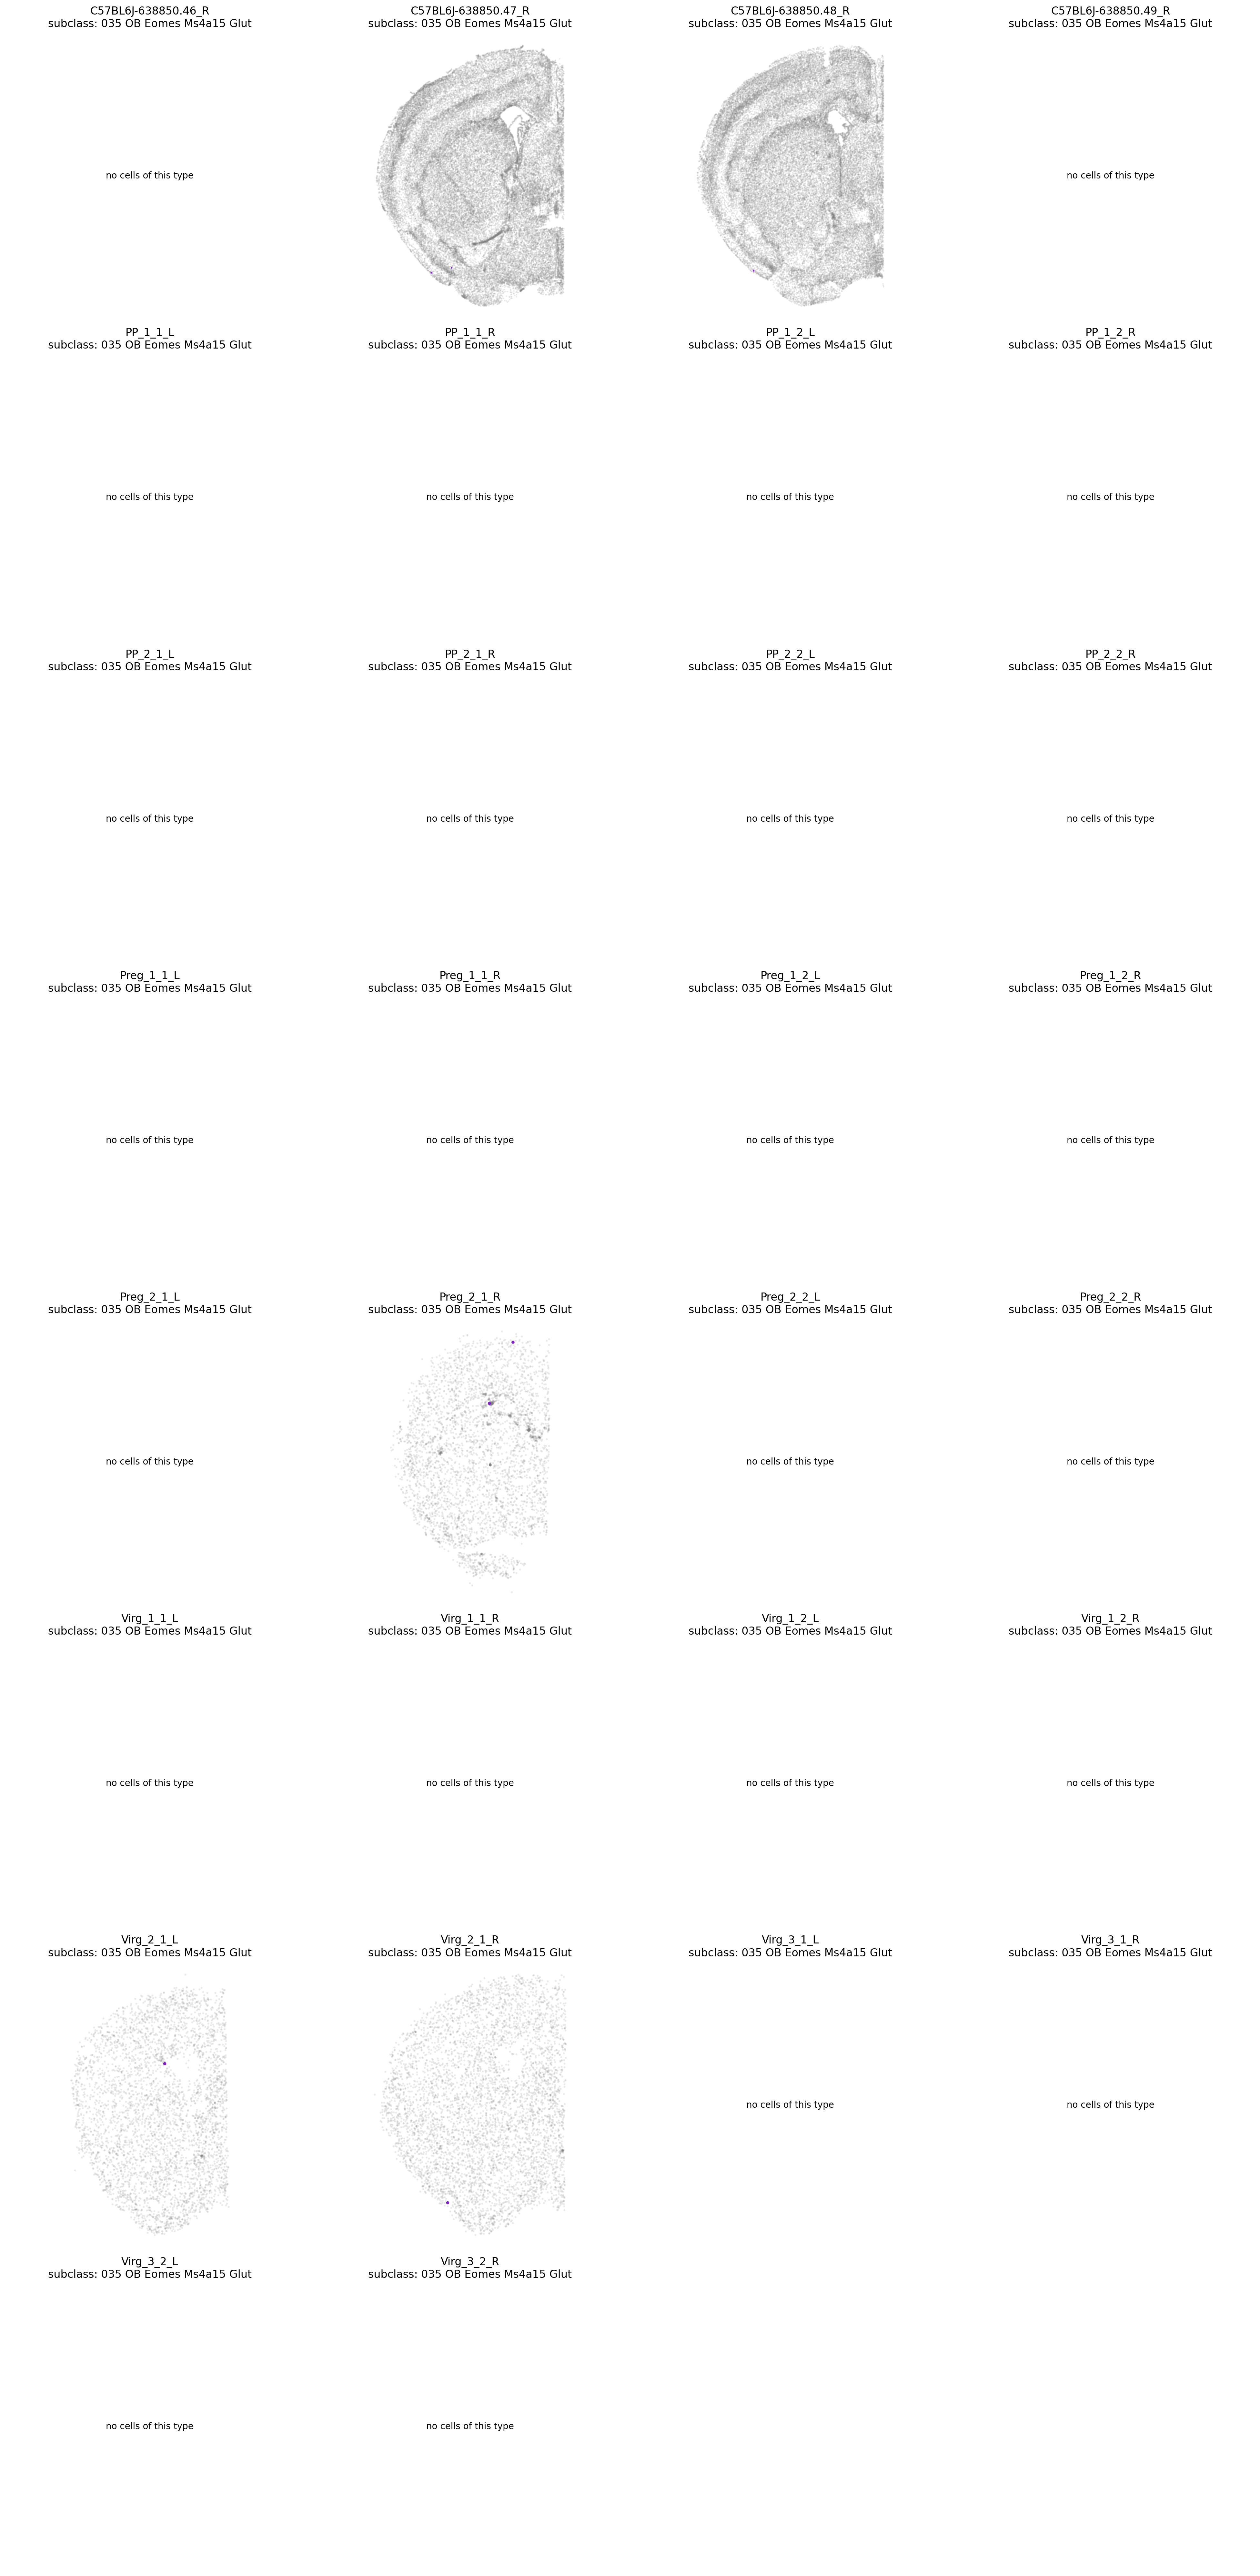 C57BL6J-638850.46_R
subclass: 035 OB Eomes Ms4a15 Glut
no cells of this type
C57BL6J-638850.47_R
subclass: 035 OB Eomes Ms4a15 Glut
C57BL6J-638850.48_R
subclass: 035 OB Eomes Ms4a15 Glut
C57BL6J-638850.49_R
subclass: 035 OB Eomes Ms4a15 Glut
no cells of this type
PP_1_1_L
subclass: 035 OB Eomes Ms4a15 Glut
no cells of this type
PP_1_1_R
subclass: 035 OB Eomes Ms4a15 Glut
no cells of this type
PP_1_2_L
subclass: 035 OB Eomes Ms4a15 Glut
no cells of this type
PP_1_2_R
subclass: 035 OB Eomes Ms4a15 Glut
no cells of this type
PP_2_1_L
subclass: 035 OB Eomes Ms4a15 Glut
no cells of this type
PP_2_1_R
subclass: 035 OB Eomes Ms4a15 Glut
no cells of this type
PP_2_2_L
subclass: 035 OB Eomes Ms4a15 Glut
no cells of this type
PP_2_2_R
subclass: 035 OB Eomes Ms4a15 Glut
no cells of this type
Preg_1_1_L
subclass: 035 OB Eomes Ms4a15 Glut
no cells of this type
Preg_1_1_R
subclass: 035 OB Eomes Ms4a15 Glut
no cells of this type
Preg_1_2_L
subclass: 035 OB Eomes Ms4a15 Glut
no cells of this type
Preg_1_2_R
subclass: 035 OB Eomes Ms4a15 Glut
no cells of this type
Preg_2_1_L
subclass: 035 OB Eomes Ms4a15 Glut
no cells of this type
Preg_2_1_R
subclass: 035 OB Eomes Ms4a15 Glut
Preg_2_2_L
subclass: 035 OB Eomes Ms4a15 Glut
no cells of this type
Preg_2_2_R
subclass: 035 OB Eomes Ms4a15 Glut
no cells of this type
Virg_1_1_L
subclass: 035 OB Eomes Ms4a15 Glut
no cells of this type
Virg_1_1_R
subclass: 035 OB Eomes Ms4a15 Glut
no cells of this type
Virg_1_2_L
subclass: 035 OB Eomes Ms4a15 Glut
no cells of this type
Virg_1_2_R
subclass: 035 OB Eomes Ms4a15 Glut
no cells of this type
Virg_2_1_L
subclass: 035 OB Eomes Ms4a15 Glut
Virg_2_1_R
subclass: 035 OB Eomes Ms4a15 Glut
Virg_3_1_L
subclass: 035 OB Eomes Ms4a15 Glut
no cells of this type
Virg_3_1_R
subclass: 035 OB Eomes Ms4a15 Glut
no cells of this type
Virg_3_2_L
subclass: 035 OB Eomes Ms4a15 Glut
no cells of this type
Virg_3_2_R
subclass: 035 OB Eomes Ms4a15 Glut
no cells of this type